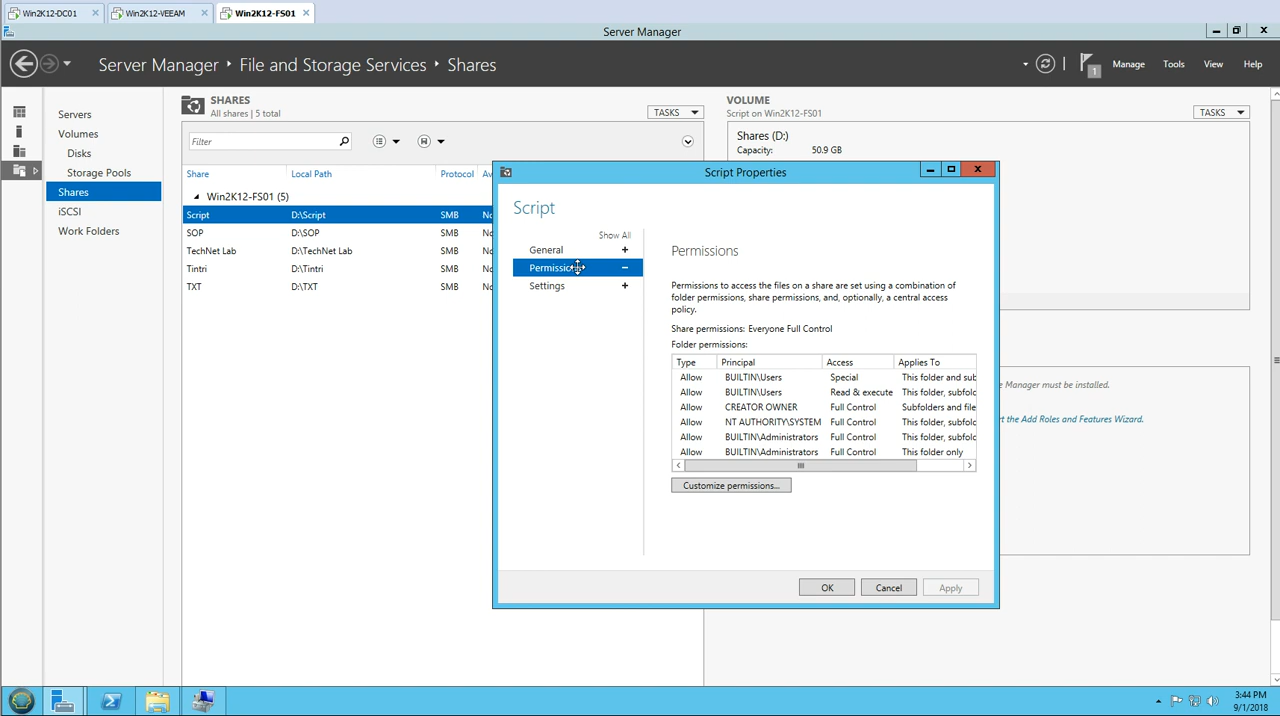 Win2K12-DC01
Win2K12-VEEAM
Win2K12-FS01
Server Manager
Server Manager ‣ File and Storage Services ‣ Shares
1
Manage
Tools
View
Help
Servers
Volumes
Disks
Storage Pools
Shares
iSCSI
Work Folders
SHARES
All shares | 5 total
TASKS
Filter
Share Local Path Protocol
Win2K12-FS01 (5)
Script D:\Script SMB
SOP D:\SOP SMB
TechNet Lab D:\TechNet Lab SMB
Tintri D:\Tintri SMB
TXT D:\TXT SMB
VOLUME
Script on Win2K12-FS01
TASKS
Shares (D:)
Capacity: 50.9 GB
Manager must be installed.
the Add Roles and Features Wizard.
Script Properties
Script
Show All
General +
Permissio –
Settings +
Permissions
Permissions to access the files on a share are set using a combination of
folder permissions, share permissions, and, optionally, a central access
policy.
Share permissions: Everyone Full Control
Folder permissions:
Type Principal Access Applies To
Allow BUILTIN\Users Special This folder and sub
Allow BUILTIN\Users Read & execute This folder, subfolc
Allow CREATOR OWNER Full Control Subfolders and file
Allow NT AUTHORITY\SYSTEM Full Control This folder, subfolc
Allow BUILTIN\Administrators Full Control This folder, subfolc
Allow BUILTIN\Administrators Full Control This folder only
Customize permissions...
OK
Cancel
Apply
3:44 PM
9/1/2018